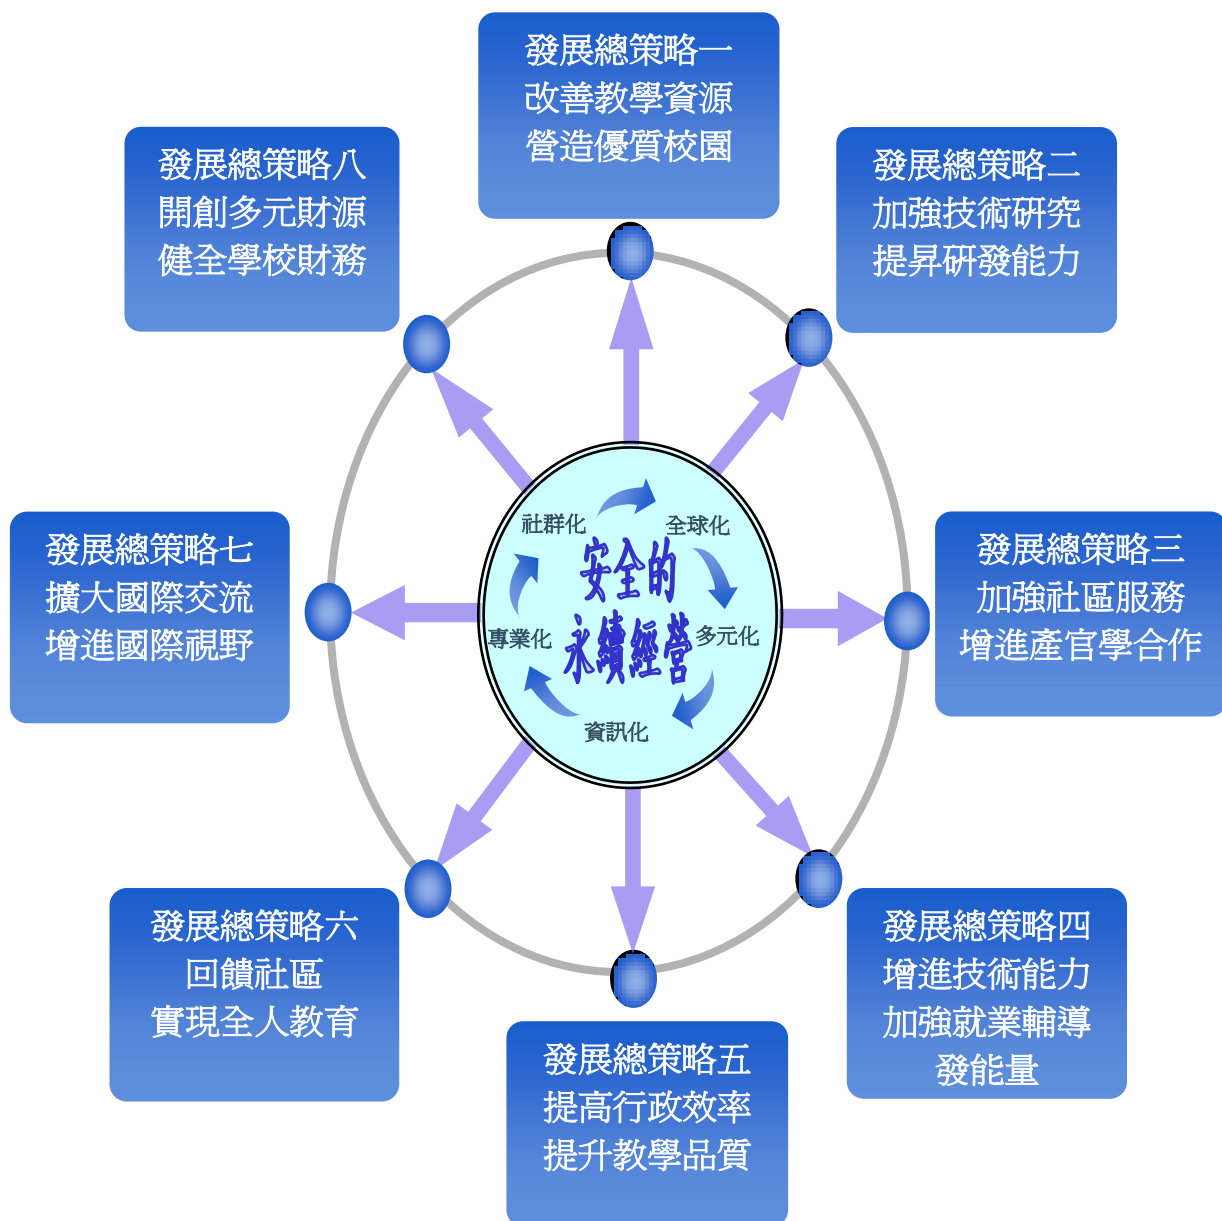 發展總策略一
改善教學資源
營造優質校園
發展總策略二
加強技術研究
提昇研發能力
發展總策略三
加強社區服務
增進產官學合作
發展總策略四
增進技術能力
加強就業輔導
發能量
發展總策略五
提高行政效率
提升教學品質
發展總策略六
回饋社區
實現全人教育
發展總策略七
擴大國際交流
增進國際視野
發展總策略八
開創多元財源
健全學校財務
社群化
全球化
多元化
資訊化
專業化
安全的
永續經營